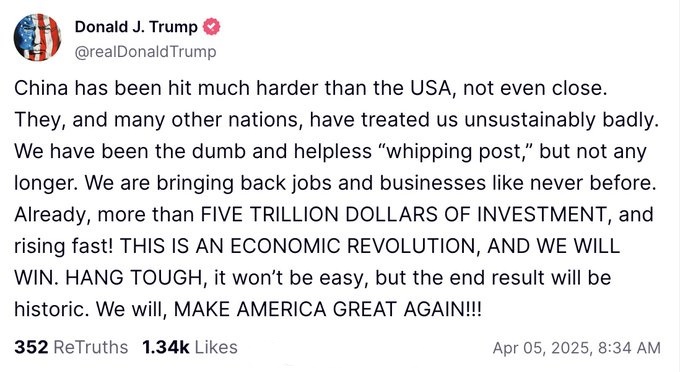 Donald J. Trump
@realDonaldTrump
China has been hit much harder than the USA, not even close.
They, and many other nations, have treated us unsustainably badly.
We have been the dumb and helpless “whipping post,” but not any
longer. We are bringing back jobs and businesses like never before.
Already, more than FIVE TRILLION DOLLARS OF INVESTMENT, and
rising fast! THIS IS AN ECONOMIC REVOLUTION, AND WE WILL
WIN. HANG TOUGH, it won’t be easy, but the end result will be
historic. We will, MAKE AMERICA GREAT AGAIN!!!
352 ReTruths 1.34k Likes Apr 05, 2025, 8:34 AM